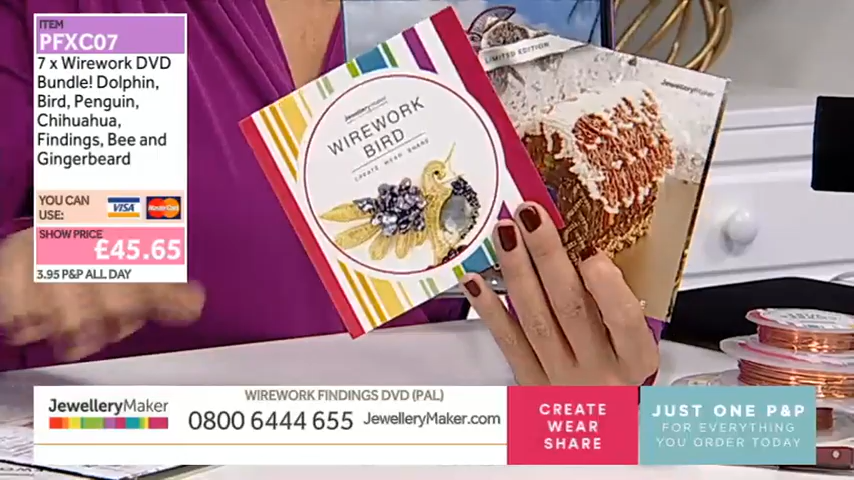 ITEM
PFXC07
7 x Wirework DVD
Bundle! Dolphin,
Bird, Penguin,
Chihuahua,
Findings, Bee and
Gingerbeard
YOU CAN
USE:
VISA
MasterCard
SHOW PRICE
£45.65
3.95 P&P ALL DAY
Jewellerymaker
WIREWORK
BIRD
CREATE WEAR SHARE
LIMITED EDITION
JewelleryMaker
JewelleryMaker
WIREWORK FINDINGS DVD (PAL)
0800 6444 655 JewelleryMaker.com
CREATE
WEAR
SHARE
JUST ONE P&P
FOR EVERYTHING
YOU ORDER TODAY